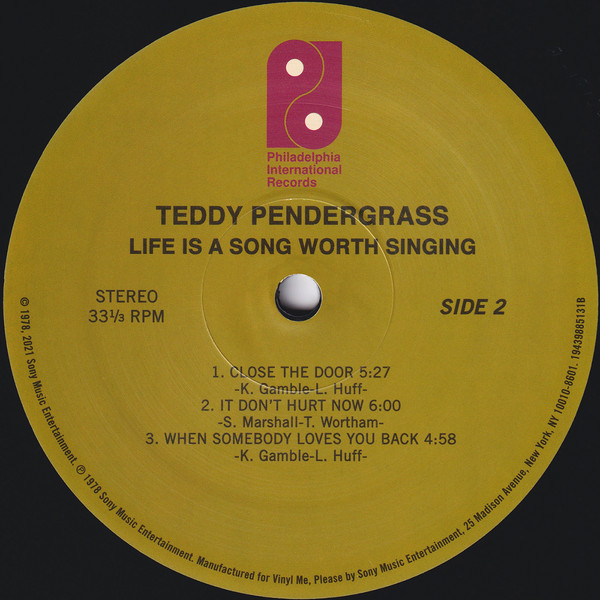 Philadelphia
International
Records
TEDDY PENDERGRASS
LIFE IS A SONG WORTH SINGING
STEREO
33⅓ RPM
SIDE 2
1. CLOSE THE DOOR 5:27
-K. Gamble-L. Huff-
2. IT DON'T HURT NOW 6:00
-S. Marshall-T. Wortham-
3. WHEN SOMEBODY LOVES YOU BACK 4:58
-K. Gamble-L. Huff-
© 1978, 2021 Sony Music Entertainment. ℗ 1978 Sony Music Entertainment. Manufactured for Vinyl Me, Please by Sony Music Entertainment, 25 Madison Avenue, New York, NY 10010-8601. 19439885131B